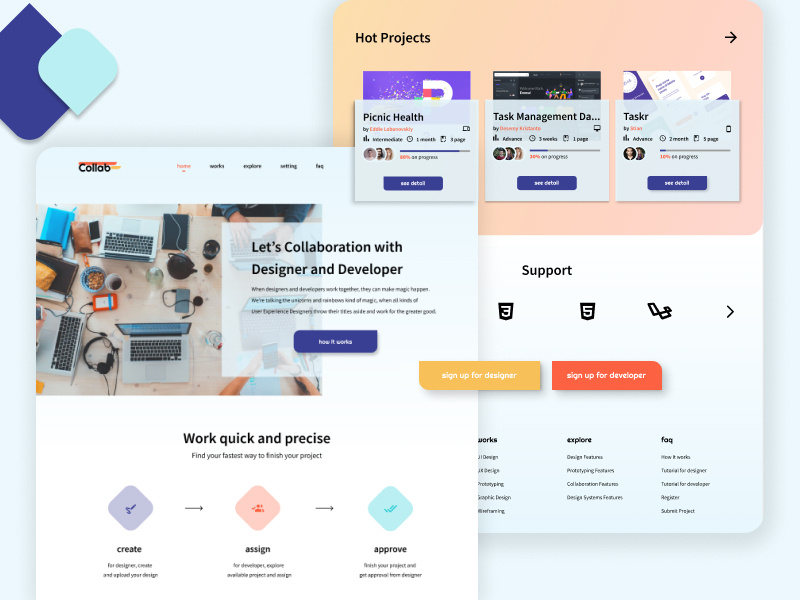 Collab
home works explore setting faq
Let's Collaboration with
Designer and Developer
When designers and developers work together, they can make magic happen.
We're talking the unicorns and rainbows kind of magic, when all kinds of
User Experience Designers throw their titles aside and work for the greater good.
how it works
Work quick and precise
Find your fastest way to finish your project
create
for designer, create
and upload your design
assign
for developer, explore
available project and assign
approve
finish your project and
get approval from designer
Hot Projects
Picnic Health
by Eddie Lobanovskiy
Intermediate 1 month 3 page
80% on progress
see detail
Task Management Da...
by Dwenny Kristanto
Advance 3 weeks 1 page
30% on progress
see detail
Taskr
by Alian
Advance 2 month 5 page
10% on progress
see detail
Support
sign up for designer
sign up for developer
works
UI Design
UX Design
Prototyping
Graphic Design
Wireframing
explore
Design Features
Prototyping Features
Collaboration Features
Design Systems Features
faq
How it works
Tutorial for designer
Tutorial for developer
Register
Submit Project